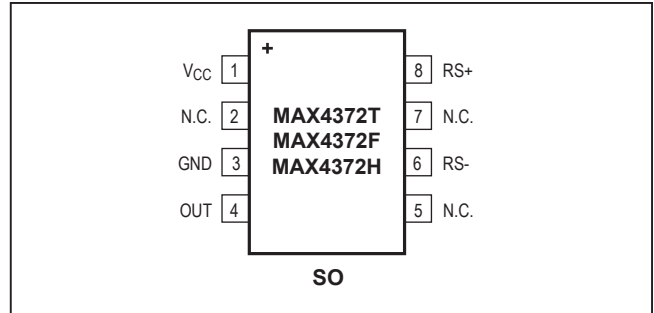 +
VCC 1
8 RS+
N.C. 2
MAX4372T
7 N.C.
MAX4372F
GND 3
MAX4372H
6 RS-
OUT 4
5 N.C.
SO